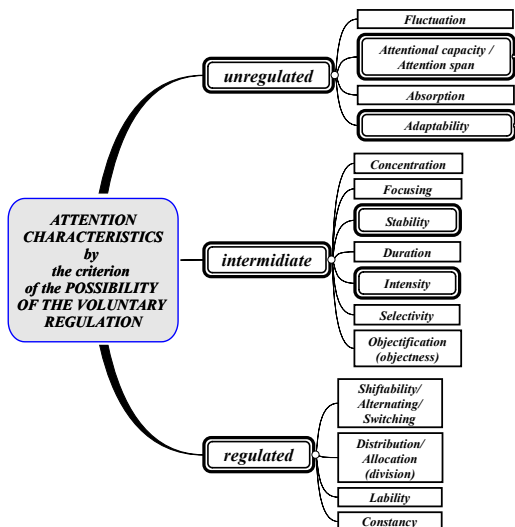 ATTENTION
CHARACTERISTICS
by
the criterion
of the POSSIBILITY
OF THE VOLUNTARY
REGULATION
unregulated
Fluctuation
Attentional capacity /
Attention span
Absorption
Adaptability
intermidiate
Concentration
Focusing
Stability
Duration
Intensity
Selectivity
Objectification
(objectness)
regulated
Shiftability/
Alternating/
Switching
Distribution/
Allocation
(division)
Lability
Constancy